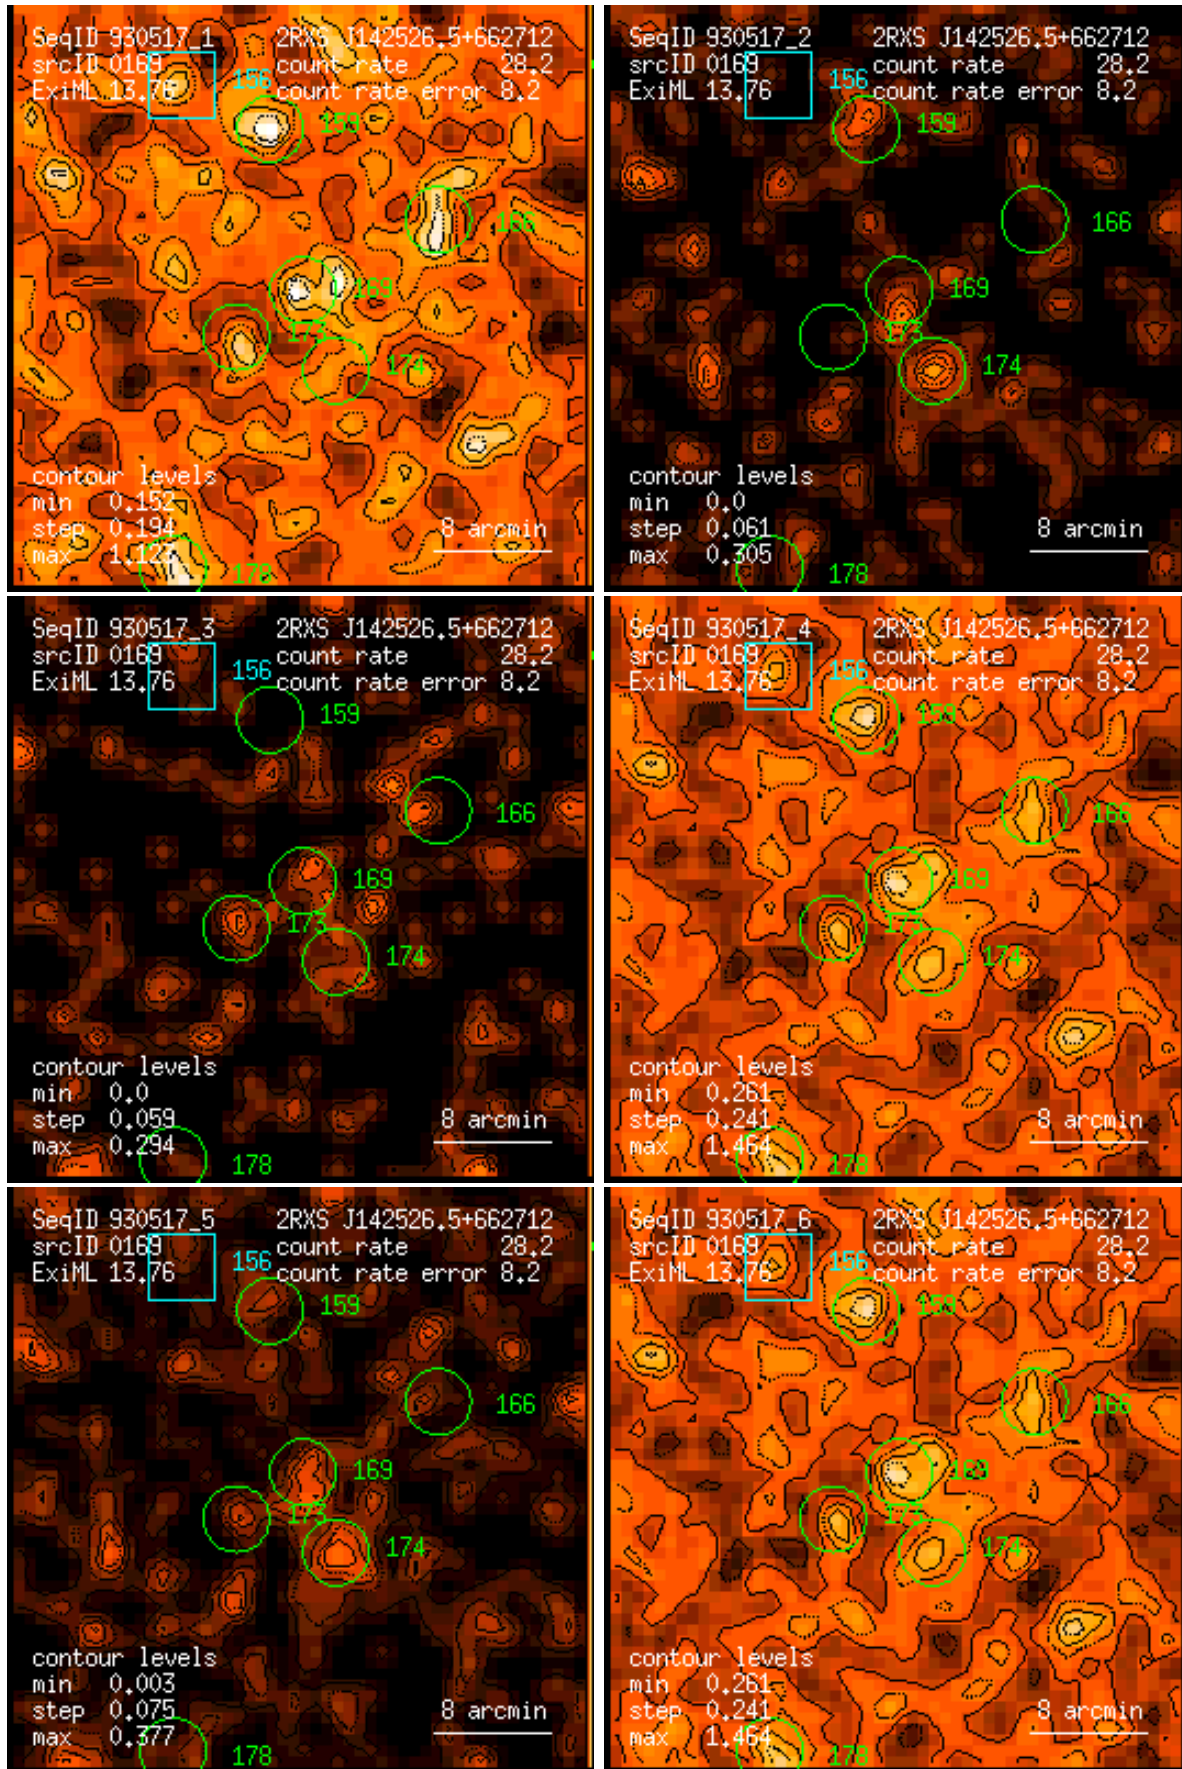 SeqID 930517_1 2RXS J142526.5+662712
srcID 0169 count rate 28.2
ExiML 13.76 count rate error 8.2
156
159
166
169
173
174
contour levels
min 0.152
step 0.194 8 arcmin
max 1.123
178
SeqID 930517_2 2RXS J142526.5+662712
srcID 0169 count rate 28.2
ExiML 13.76 count rate error 8.2
156
159
166
169
173
174
contour levels
min 0.0
step 0.061 8 arcmin
max 0.305
178
SeqID 930517_3 2RXS J142526.5+662712
srcID 0169 count rate 28.2
ExiML 13.76 count rate error 8.2
156
159
166
169
173
174
contour levels
min 0.0
step 0.059 8 arcmin
max 0.294
178
SeqID 930517_4 2RXS J142526.5+662712
srcID 0169 count rate 28.2
ExiML 13.76 count rate error 8.2
156
159
166
169
173
174
contour levels
min 0.261
step 0.241 8 arcmin
max 1.464
178
SeqID 930517_5 2RXS J142526.5+662712
srcID 0169 count rate 28.2
ExiML 13.76 count rate error 8.2
156
159
166
169
173
174
contour levels
min 0.003
step 0.075 8 arcmin
max 0.377
178
SeqID 930517_6 2RXS J142526.5+662712
srcID 0169 count rate 28.2
ExiML 13.76 count rate error 8.2
156
159
166
169
173
174
contour levels
min 0.261
step 0.241 8 arcmin
max 1.464
178